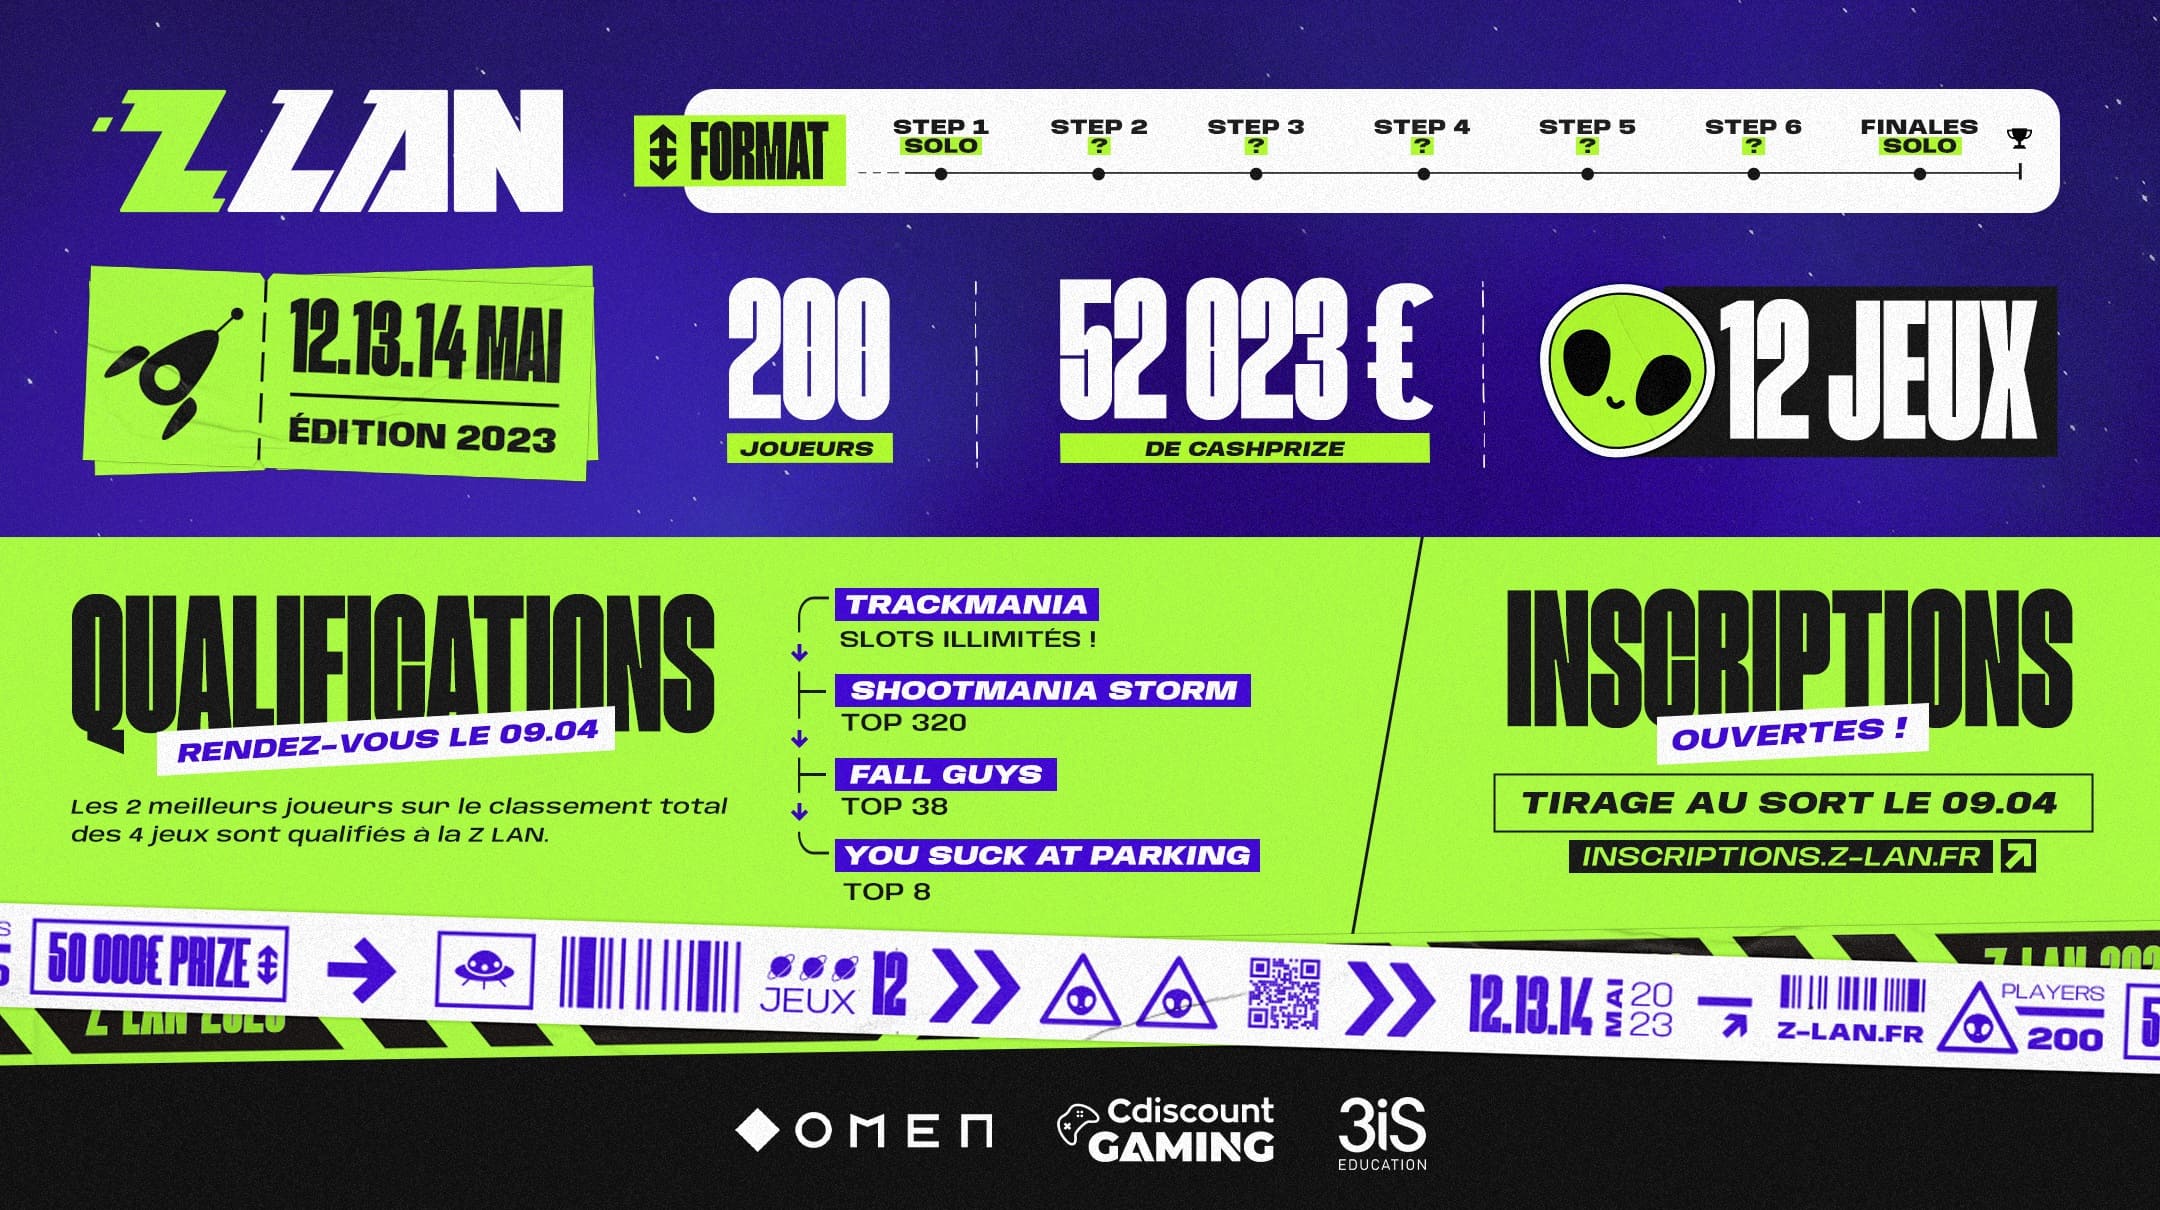 Z LAN
FORMAT
STEP 1
SOLO
STEP 2
?
STEP 3
?
STEP 4
?
STEP 5
?
STEP 6
?
FINALES
SOLO
12.13.14 MAI
ÉDITION 2023
200
JOUEURS
52 023 €
DE CASHPRIZE
12 JEUX
QUALIFICATIONS
RENDEZ-VOUS LE 09.04
Les 2 meilleurs joueurs sur le classement total
des 4 jeux sont qualifiés à la Z LAN.
TRACKMANIA
SLOTS ILLIMITÉS !
SHOOTMANIA STORM
TOP 320
FALL GUYS
TOP 38
YOU SUCK AT PARKING
TOP 8
INSCRIPTIONS
OUVERTES !
TIRAGE AU SORT LE 09.04
INSCRIPTIONS.Z-LAN.FR
50 000€ PRIZE
JEUX 12
12.13.14 MAI 2023
Z-LAN.FR
PLAYERS
200
Z LAN 2023
OMEN
Cdiscount
GAMING
3iS
EDUCATION